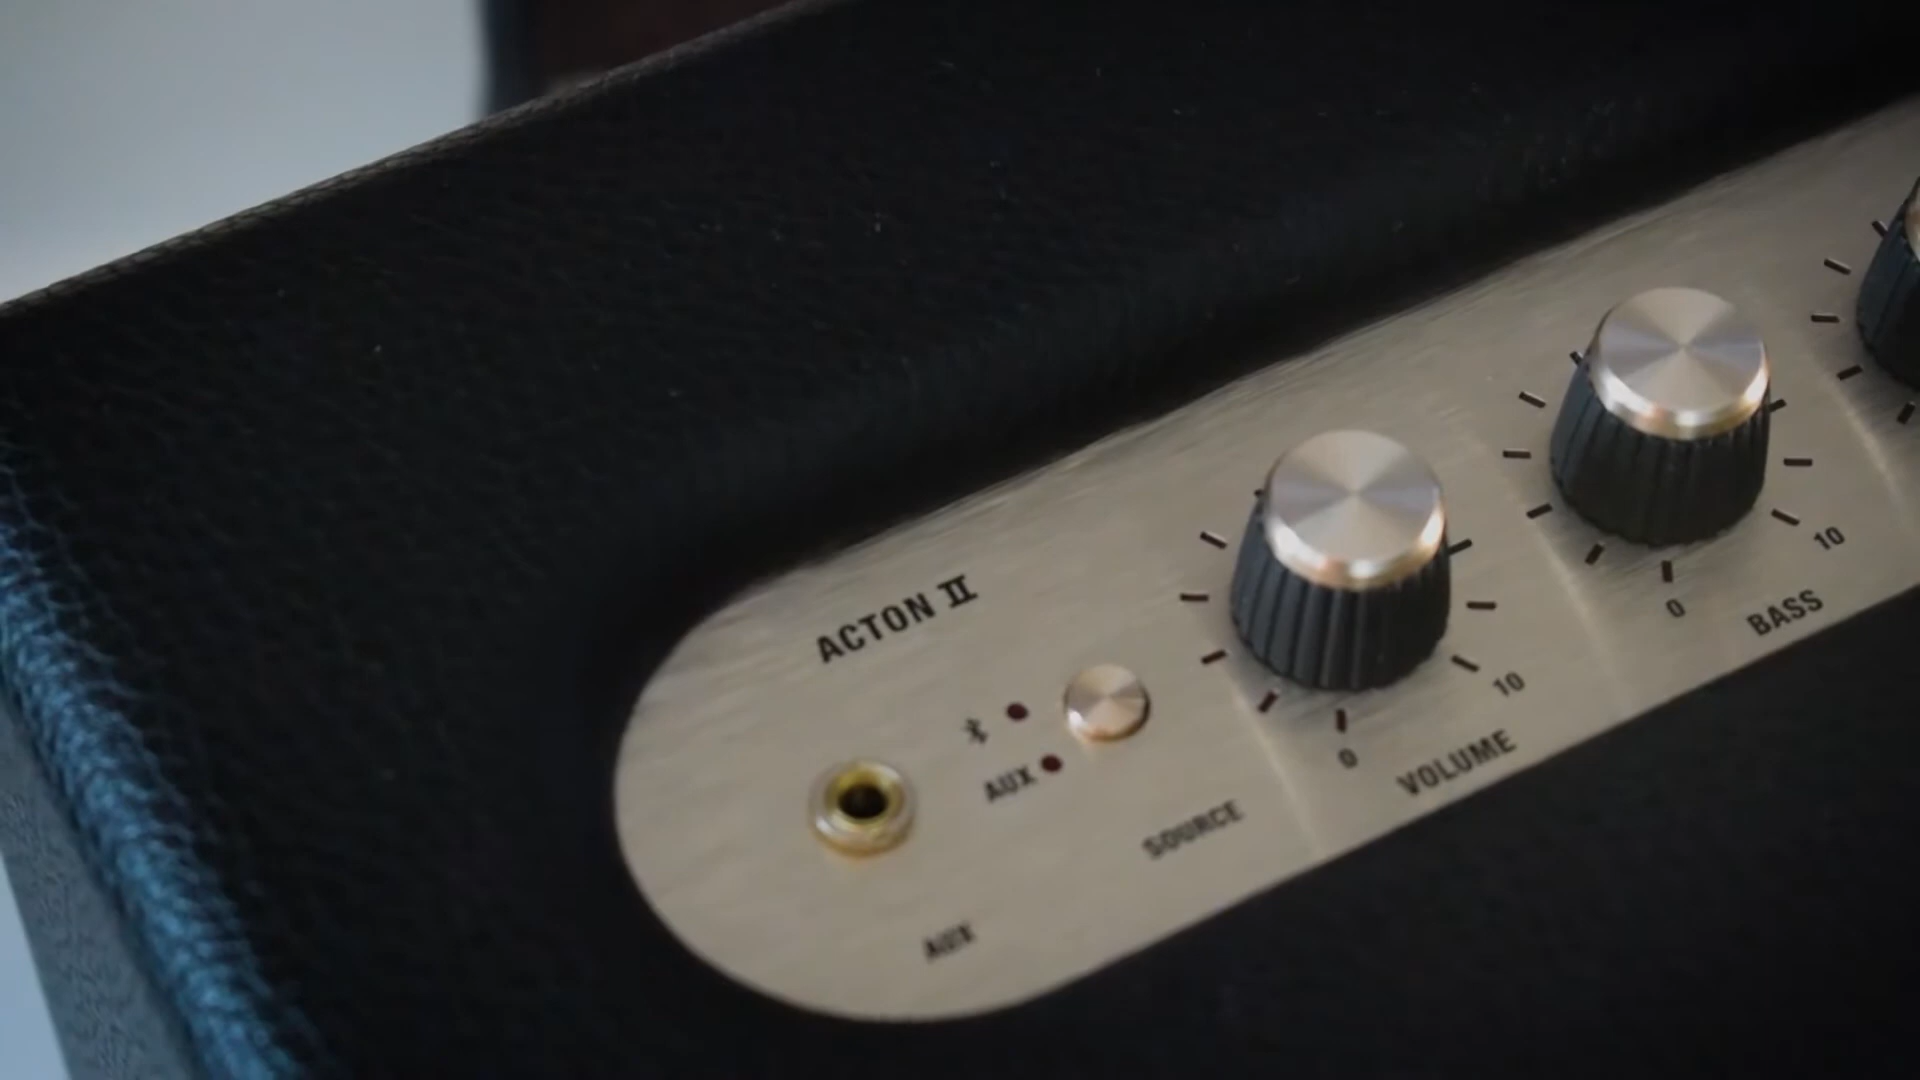 ACTON II
AUX
SOURCE
AUX
0
10
VOLUME
0
10
BASS